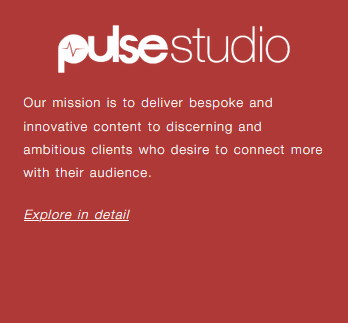 pulsestudio
Our mission is to deliver bespoke and
innovative content to discerning and
ambitious clients who desire to connect more
with their audience.
Explore in detail